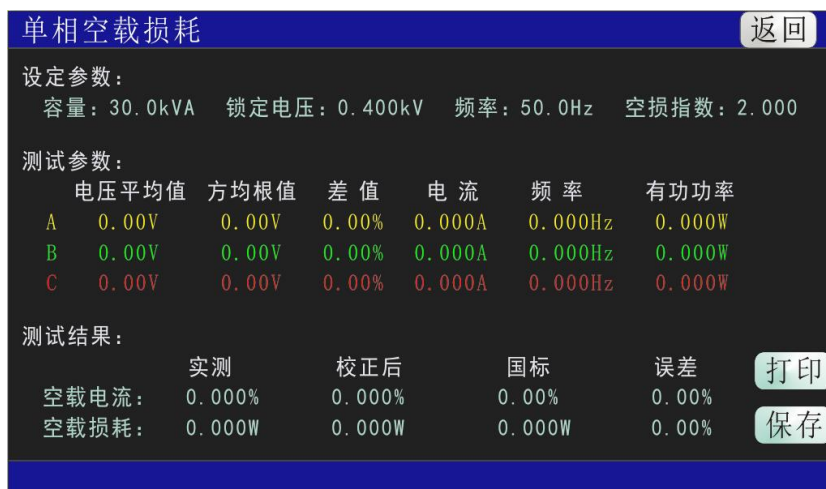 单相空载损耗 返回
设定参数：
容量：30.0kVA 锁定电压：0.400kV 频率：50.0Hz 空损指数：2.000
测试参数：
电压平均值 方均根值 差 值 电 流 频 率 有功功率
A 0.00V 0.00V 0.00% 0.000A 0.000Hz 0.000W
B 0.00V 0.00V 0.00% 0.000A 0.000Hz 0.000W
C 0.00V 0.00V 0.00% 0.000A 0.000Hz 0.000W
测试结果：
实测 校正后 国标 误差 打印
空载电流： 0.000% 0.000% 0.00% 0.00%
空载损耗： 0.000W 0.000W 0.000W 0.00% 保存